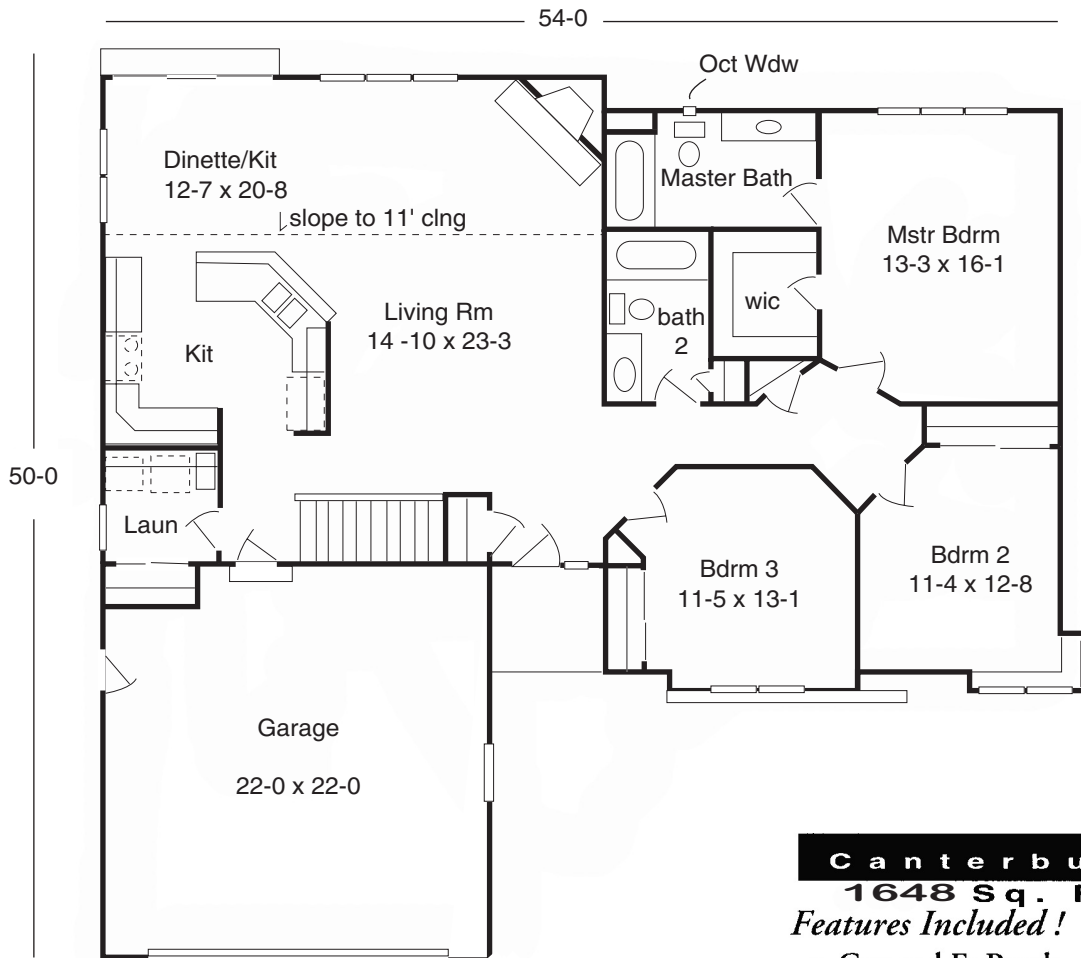 54-0
Oct Wdw
Dinette/Kit
12-7 x 20-8
slope to 11' clng
Master Bath
Mstr Bdrm
13-3 x 16-1
Living Rm
14 -10 x 23-3
wic
bath
2
Kit
50-0
Laun
Bdrm 3
11-5 x 13-1
Bdrm 2
11-4 x 12-8
Garage
22-0 x 22-0
1648 Sq.
Features Included !